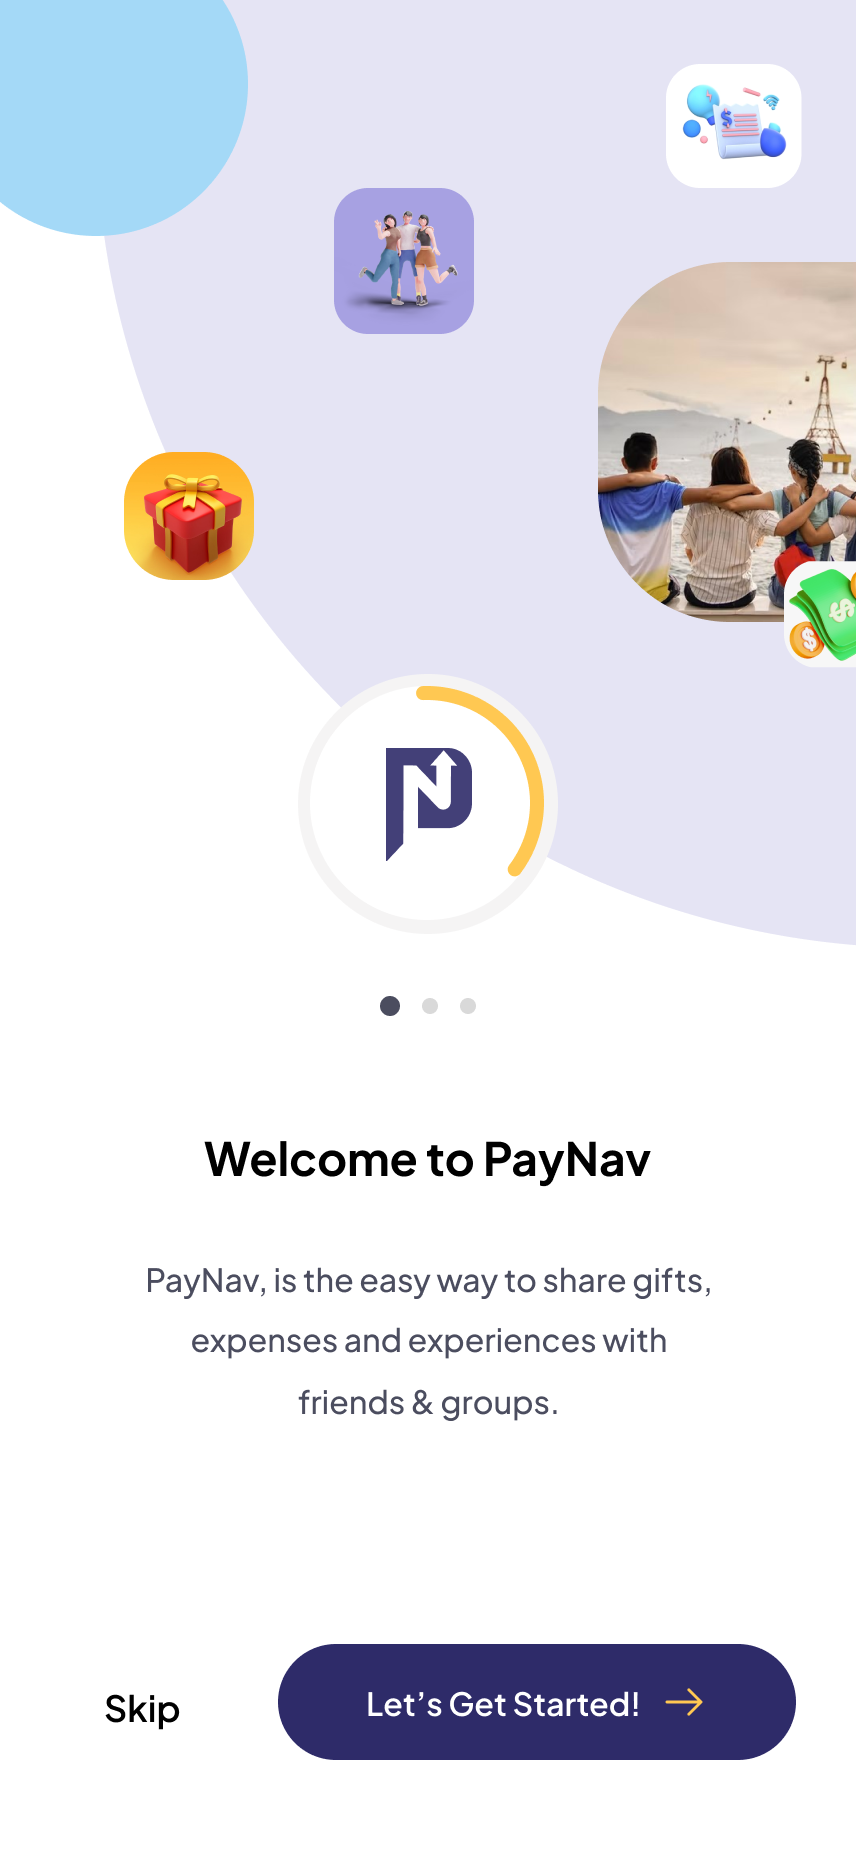 Welcome to PayNav
PayNav, is the easy way to share gifts,
expenses and experiences with
friends & groups.
Skip
Let’s Get Started!